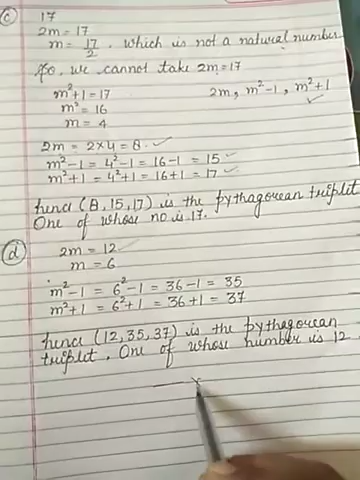 (c) 17
2m = 17
m = 17/2 . which is not a natural number
So, we cannot take 2m = 17
m²+1 = 17 2m, m²-1, m²+1
m² = 16
m = 4
2m = 2×4 = 8
m²-1 = 4²-1 = 16-1 = 15
m²+1 = 4²+1 = 16+1 = 17
hence (8, 15, 17) is the pythagorean triplet
One of whose no is 17.
(d) 2m = 12
m = 6
m²-1 = 6²-1 = 36-1 = 35
m²+1 = 6²+1 = 36+1 = 37
hence (12, 35, 37) is the pythagorean
triplet. One of whose number is 12